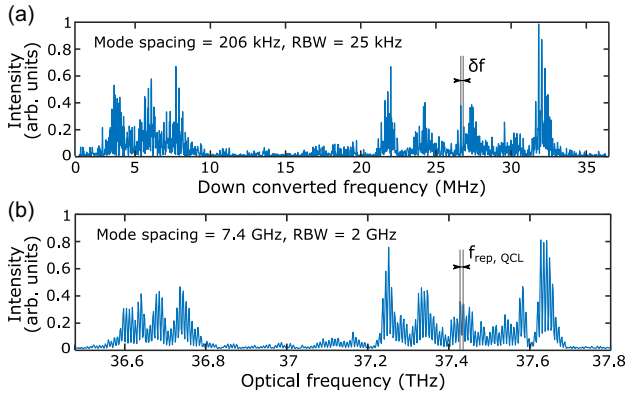 (a)
Mode spacing = 206 kHz, RBW = 25 kHz
δf
Intensity
(arb. units)
1
0.8
0.6
0.4
0.2
0
0 5 10 15 20 25 30 35
Down converted frequency (MHz)
(b)
Mode spacing = 7.4 GHz, RBW = 2 GHz
f rep, QCL
Intensity
(arb. units)
1
0.8
0.6
0.4
0.2
0
36.6 36.8 37 37.2 37.4 37.6 37.8
Optical frequency (THz)